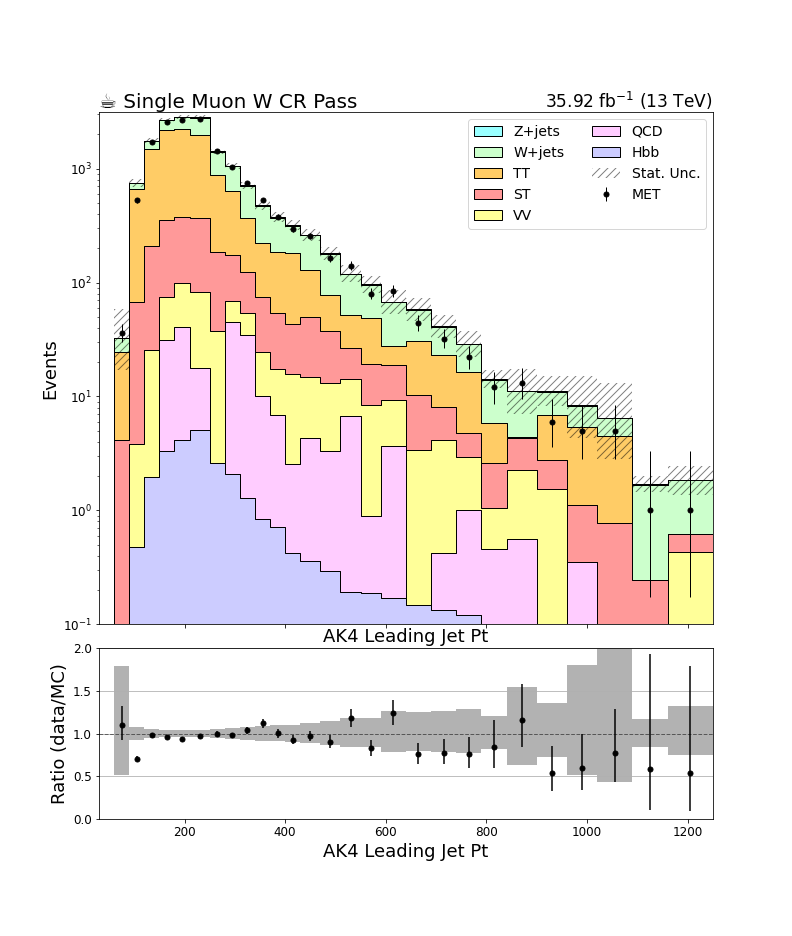 ☕ Single Muon W CR Pass
35.92 fb⁻¹ (13 TeV)
Z+jets
W+jets
TT
ST
VV
QCD
Hbb
Stat. Unc.
MET
Events
10³
10²
10¹
10⁰
10⁻¹
AK4 Leading Jet Pt
Ratio (data/MC)
2.0
1.5
1.0
0.5
0.0
200 400 600 800 1000 1200
AK4 Leading Jet Pt